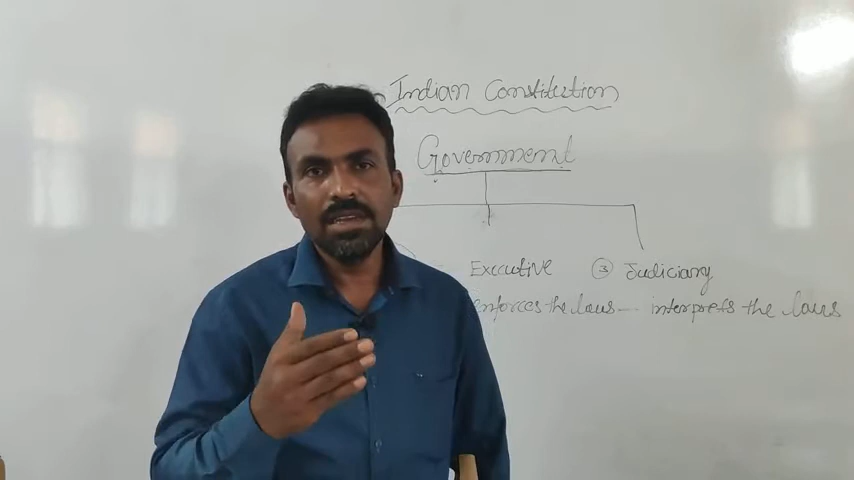 Indian Constitution
Government
Executive ③ Judiciary
enforces the laws -- interprets the laws